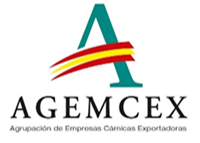 AGEMCEX
Agrupación de Empresas Cárnicas Exportadoras